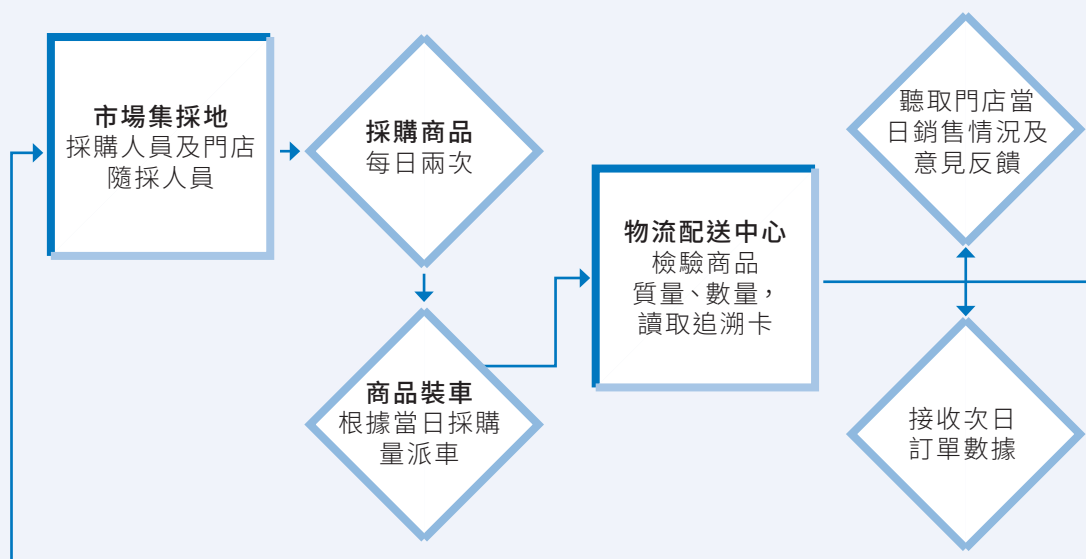 市場集採地
採購人員及門店
隨採人員
採購商品
每日兩次
商品裝車
根據當日採購
量派車
物流配送中心
檢驗商品
質量、數量，
讀取追溯卡
聽取門店當
日銷售情況及
意見反饋
接收次日
訂單數據